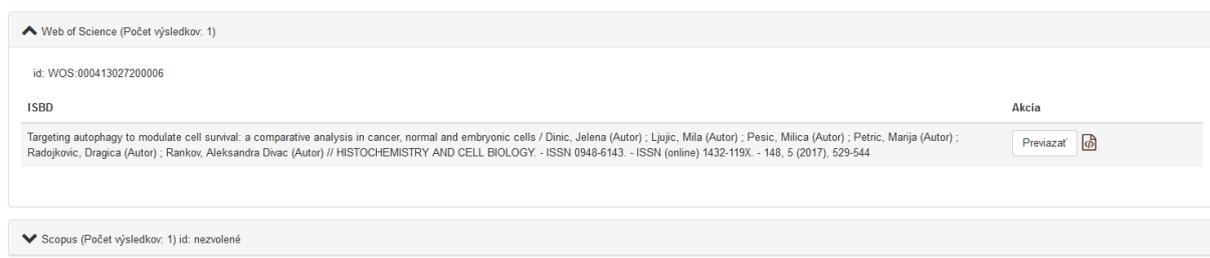 Web of Science (Počet výsledkov: 1)
id: WOS:000413027200006
ISBD
Akcia
Targeting autophagy to modulate cell survival: a comparative analysis in cancer, normal and embryonic cells / Dinic, Jelena (Autor) ; Ljujic, Mila (Autor) ; Pesic, Milica (Autor) ; Petric, Marija (Autor) ;
Radojkovic, Dragica (Autor) ; Rankov, Aleksandra Divac (Autor) // HISTOCHEMISTRY AND CELL BIOLOGY. - ISSN 0948-6143. - ISSN (online) 1432-119X. - 148, 5 (2017), 529-544
Previazať
Scopus (Počet výsledkov: 1) id: nezvolené